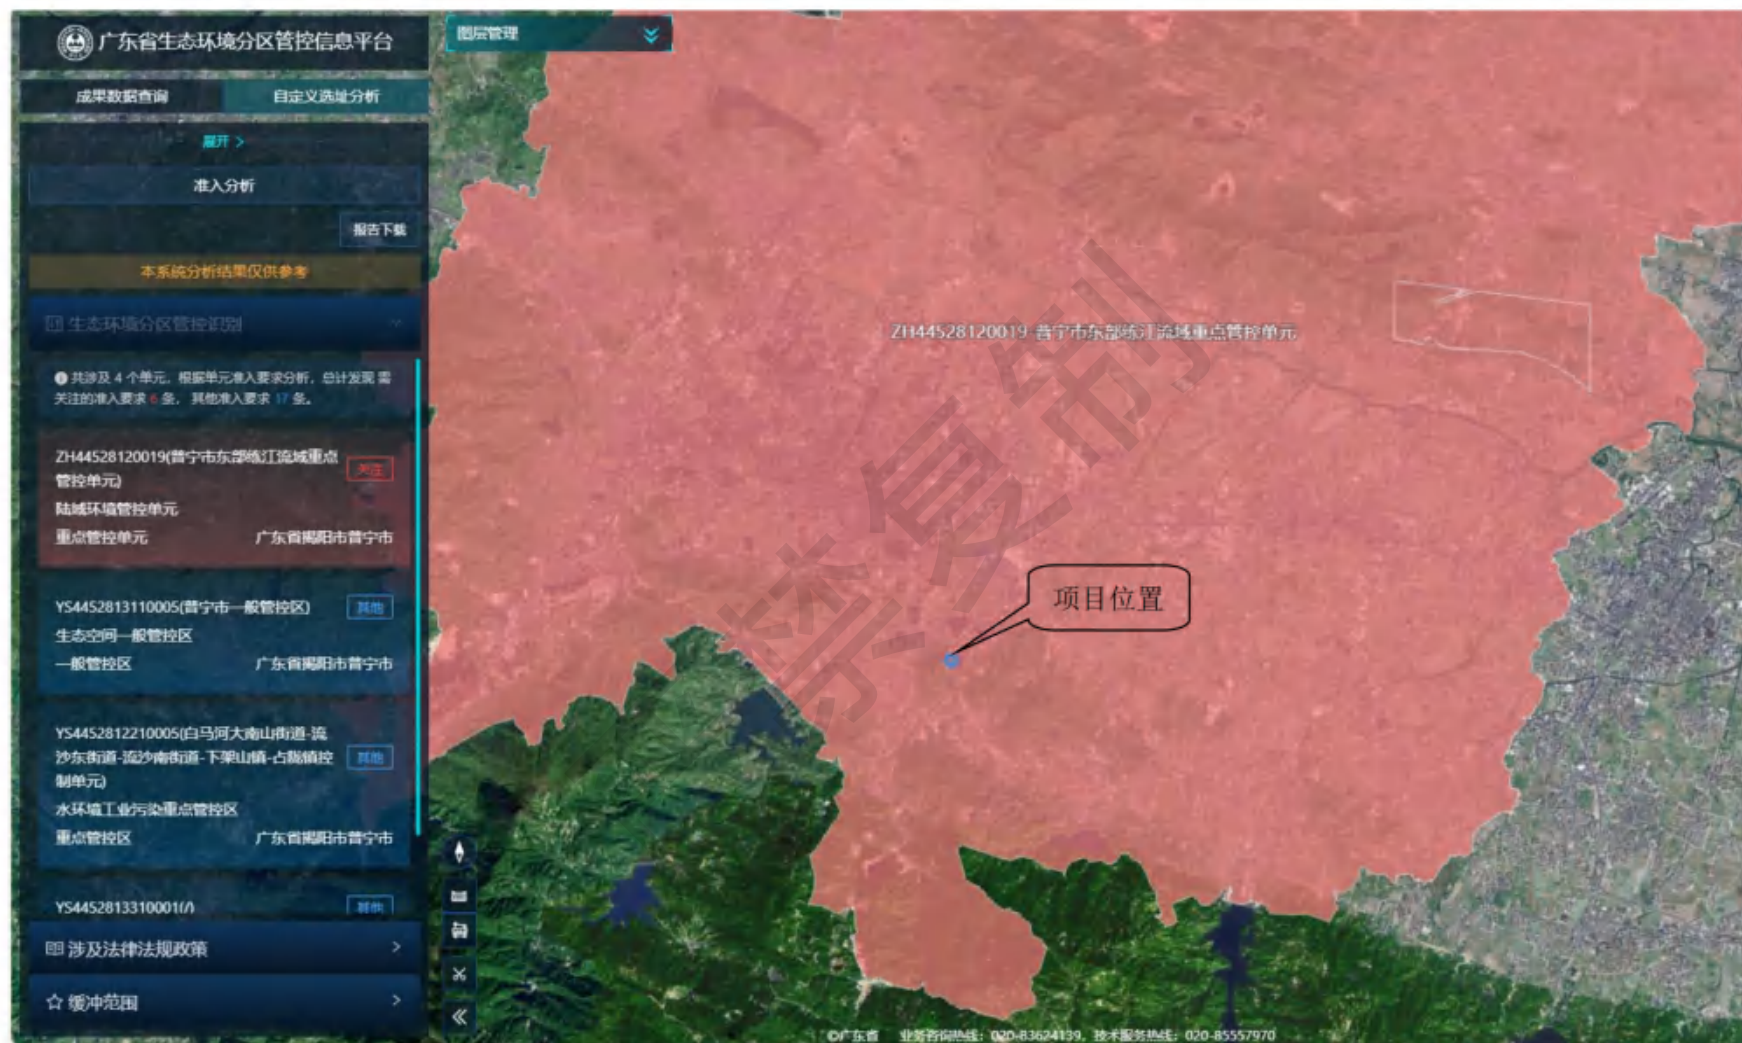 广东省生态环境分区管控信息平台
成果数据查询
自定义选址分析
展开 >
准入分析
报告下载
本系统分析结果仅供参考
生态环境分区管控识别
共涉及 4 个单元，根据单元准入要求分析，总计发现 需
关注的准入要求 6 条， 其他准入要求 17 条。
ZH44528120019(普宁市东部练江流域重点
管控单元)
关注
陆域环境管控单元
重点管控单元
广东省揭阳市普宁市
YS4452813110005(普宁市一般管控区)
其他
生态空间一般管控区
一般管控区
广东省揭阳市普宁市
YS4452812210005(白马河大南山街道-流
沙东街道-流沙南街道-下架山镇-占陇镇控
制单元)
其他
水环境工业污染重点管控区
重点管控区
广东省揭阳市普宁市
YS4452813310001(/)
其他
涉及法律法规政策 >
缓冲范围 >
图层管理
ZH44528120019-普宁市东部练江流域重点管控单元
项目位置
禁复制
©广东省 业务咨询热线：020-83624139，技术服务热线：020-85557970